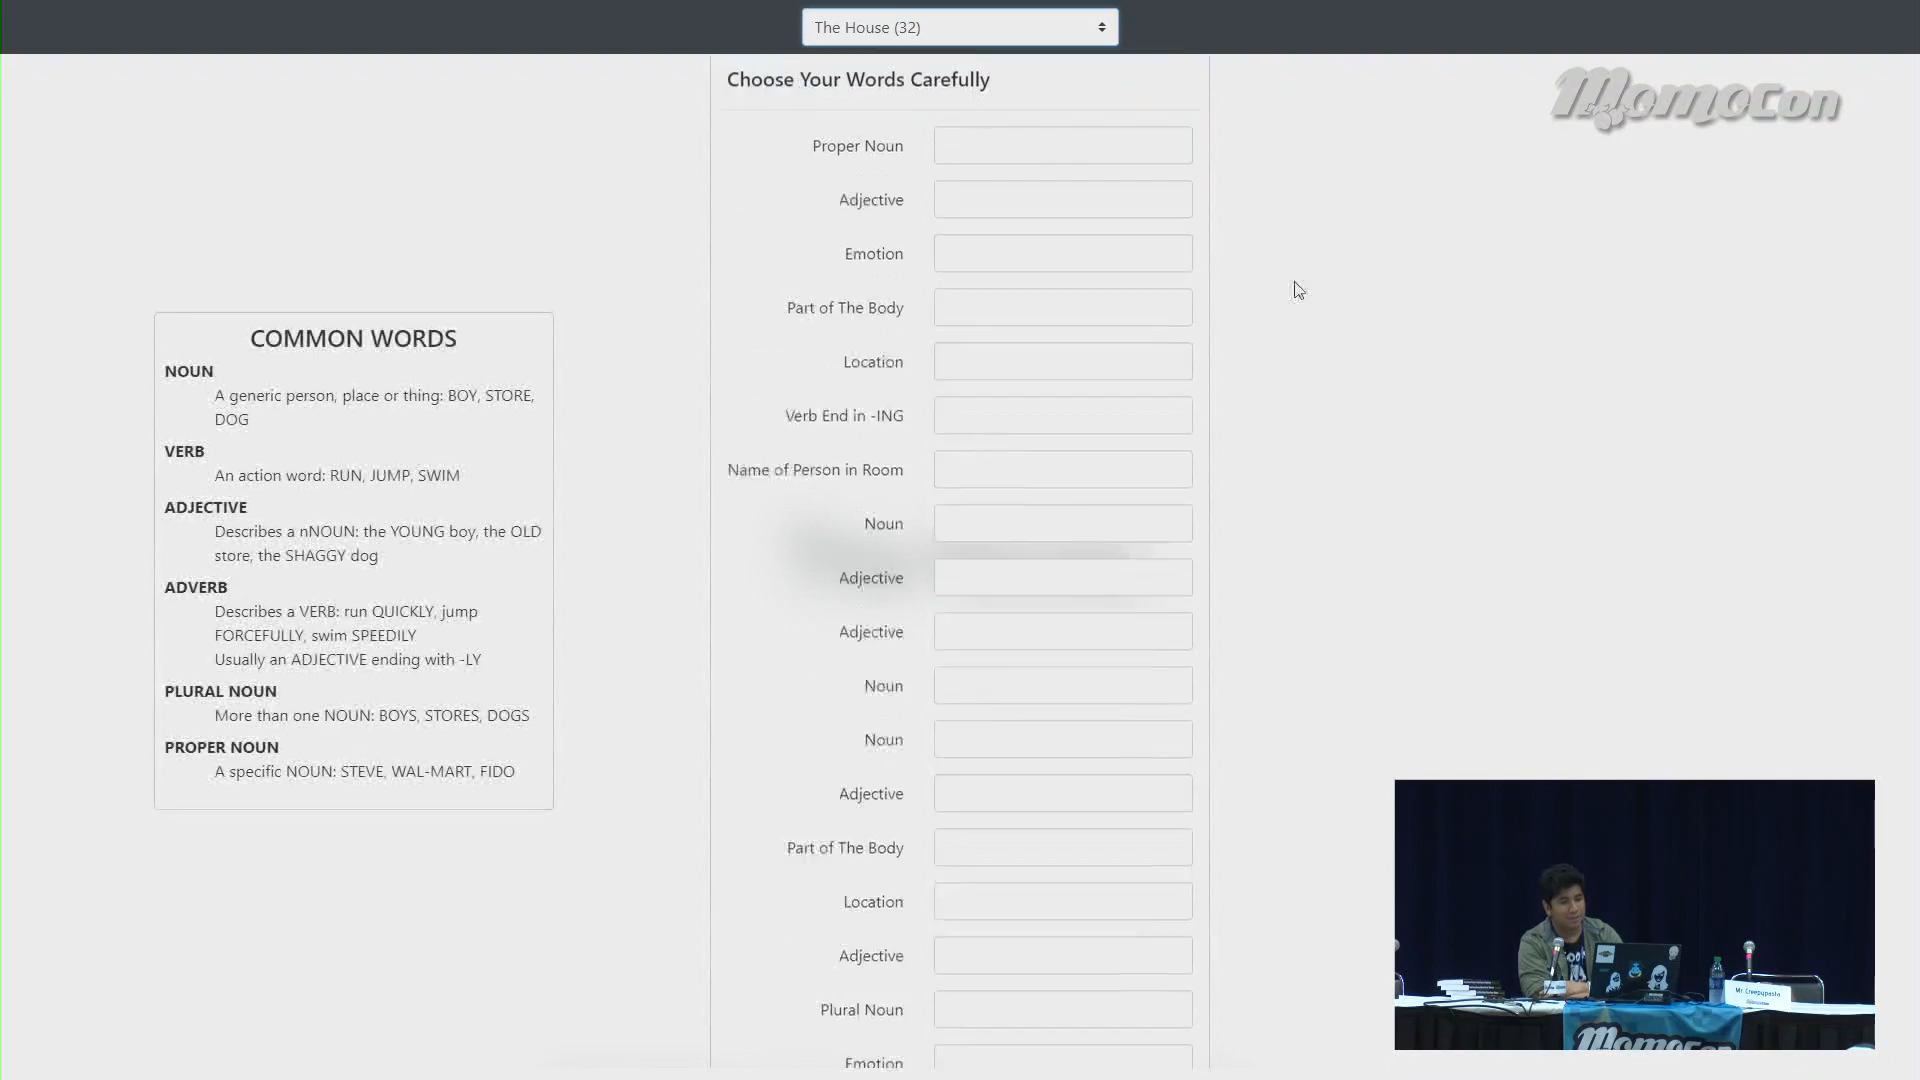 The House (32)
Choose Your Words Carefully
MomoCon
Proper Noun
Adjective
Emotion
Part of The Body
Location
Verb End in -ING
Name of Person in Room
Noun
Adjective
Adjective
Noun
Noun
Adjective
Part of The Body
Location
Adjective
Plural Noun
Emotion
COMMON WORDS
NOUN
A generic person, place or thing: BOY, STORE,
DOG
VERB
An action word: RUN, JUMP, SWIM
ADJECTIVE
Describes a nNOUN: the YOUNG boy, the OLD
store, the SHAGGY dog
ADVERB
Describes a VERB: run QUICKLY, jump
FORCEFULLY, swim SPEEDILY
Usually an ADJECTIVE ending with -LY
PLURAL NOUN
More than one NOUN: BOYS, STORES, DOGS
PROPER NOUN
A specific NOUN: STEVE, WAL-MART, FIDO
Mr. Creepypasta
MomoCon